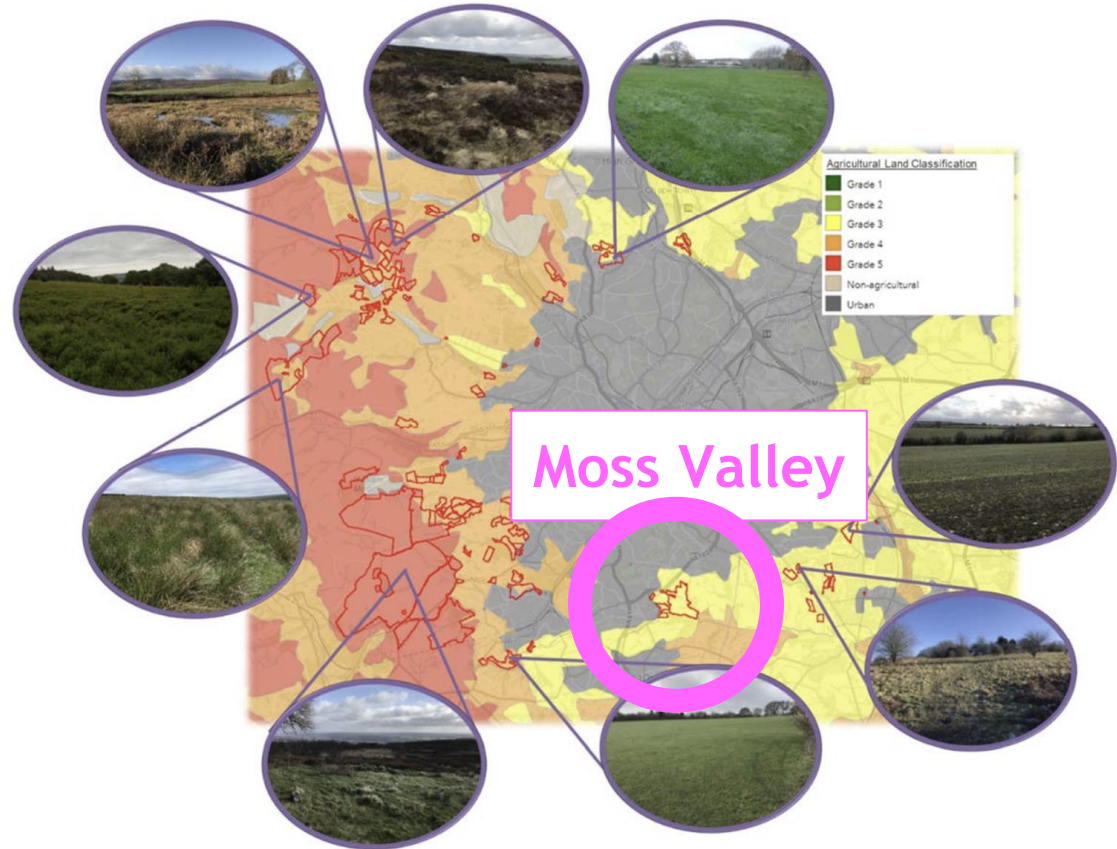 Agricultural Land Classification
Grade 1
Grade 2
Grade 3
Grade 4
Grade 5
Non-agricultural
Urban
Moss Valley